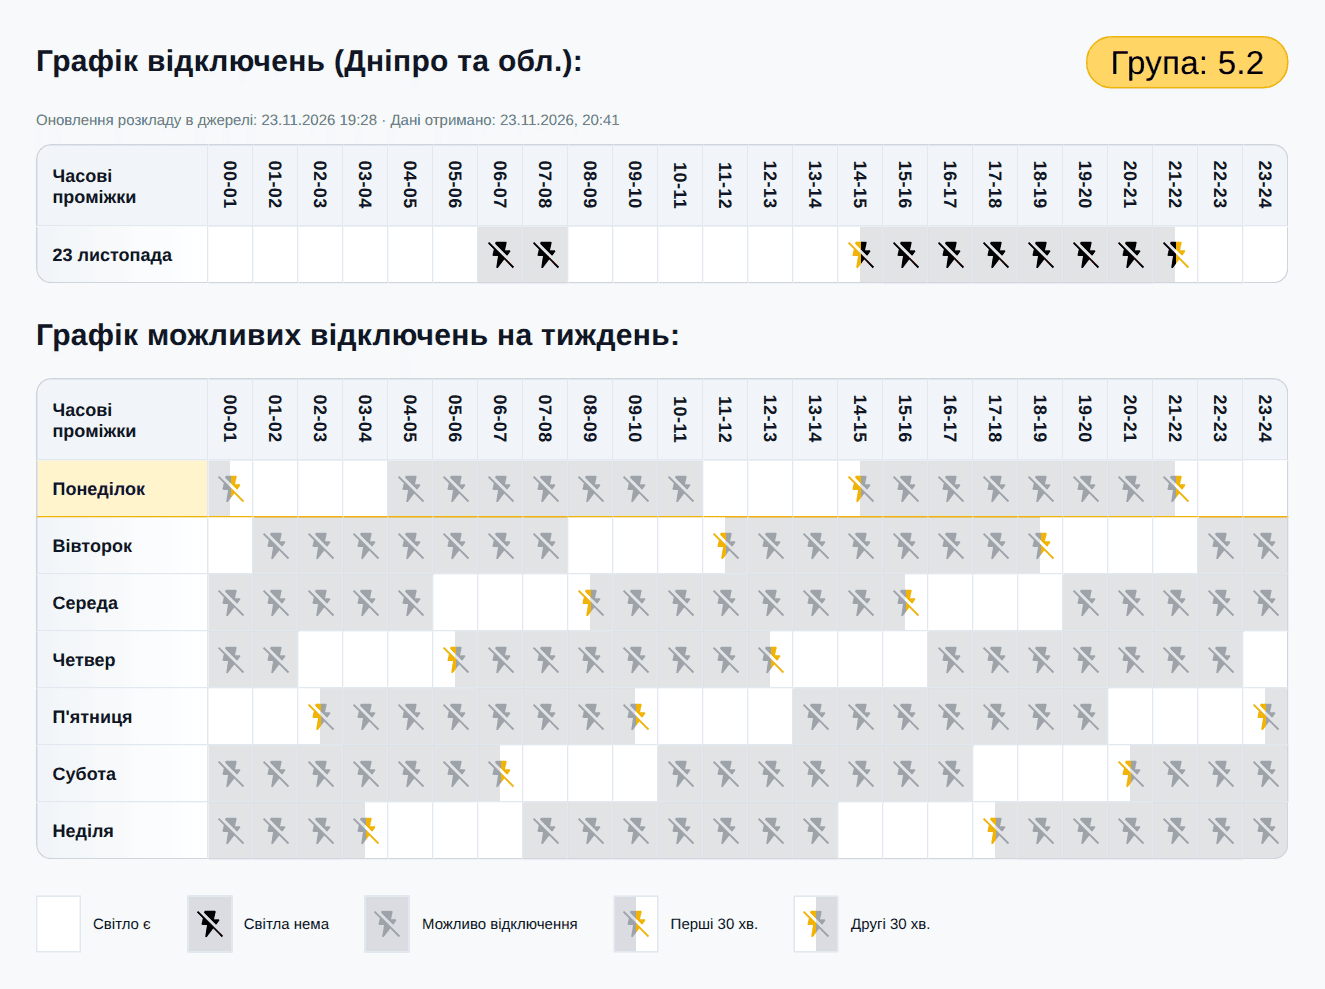 Графік відключень (Дніпро та обл.):
Група: 5.2
Оновлення розкладу в джерелі: 23.11.2026 19:28 · Дані отримано: 23.11.2026, 20:41
Часові проміжки 00-01 01-02 02-03 03-04 04-05 05-06 06-07 07-08 08-09 09-10 10-11 11-12 12-13 13-14 14-15 15-16 16-17 17-18 18-19 19-20 20-21 21-22 22-23 23-24
23 листопада
Графік можливих відключень на тиждень:
Часові проміжки 00-01 01-02 02-03 03-04 04-05 05-06 06-07 07-08 08-09 09-10 10-11 11-12 12-13 13-14 14-15 15-16 16-17 17-18 18-19 19-20 20-21 21-22 22-23 23-24
Понеділок
Вівторок
Середа
Четвер
П'ятниця
Субота
Неділя
Світло є Світла нема Можливо відключення Перші 30 хв. Другі 30 хв.